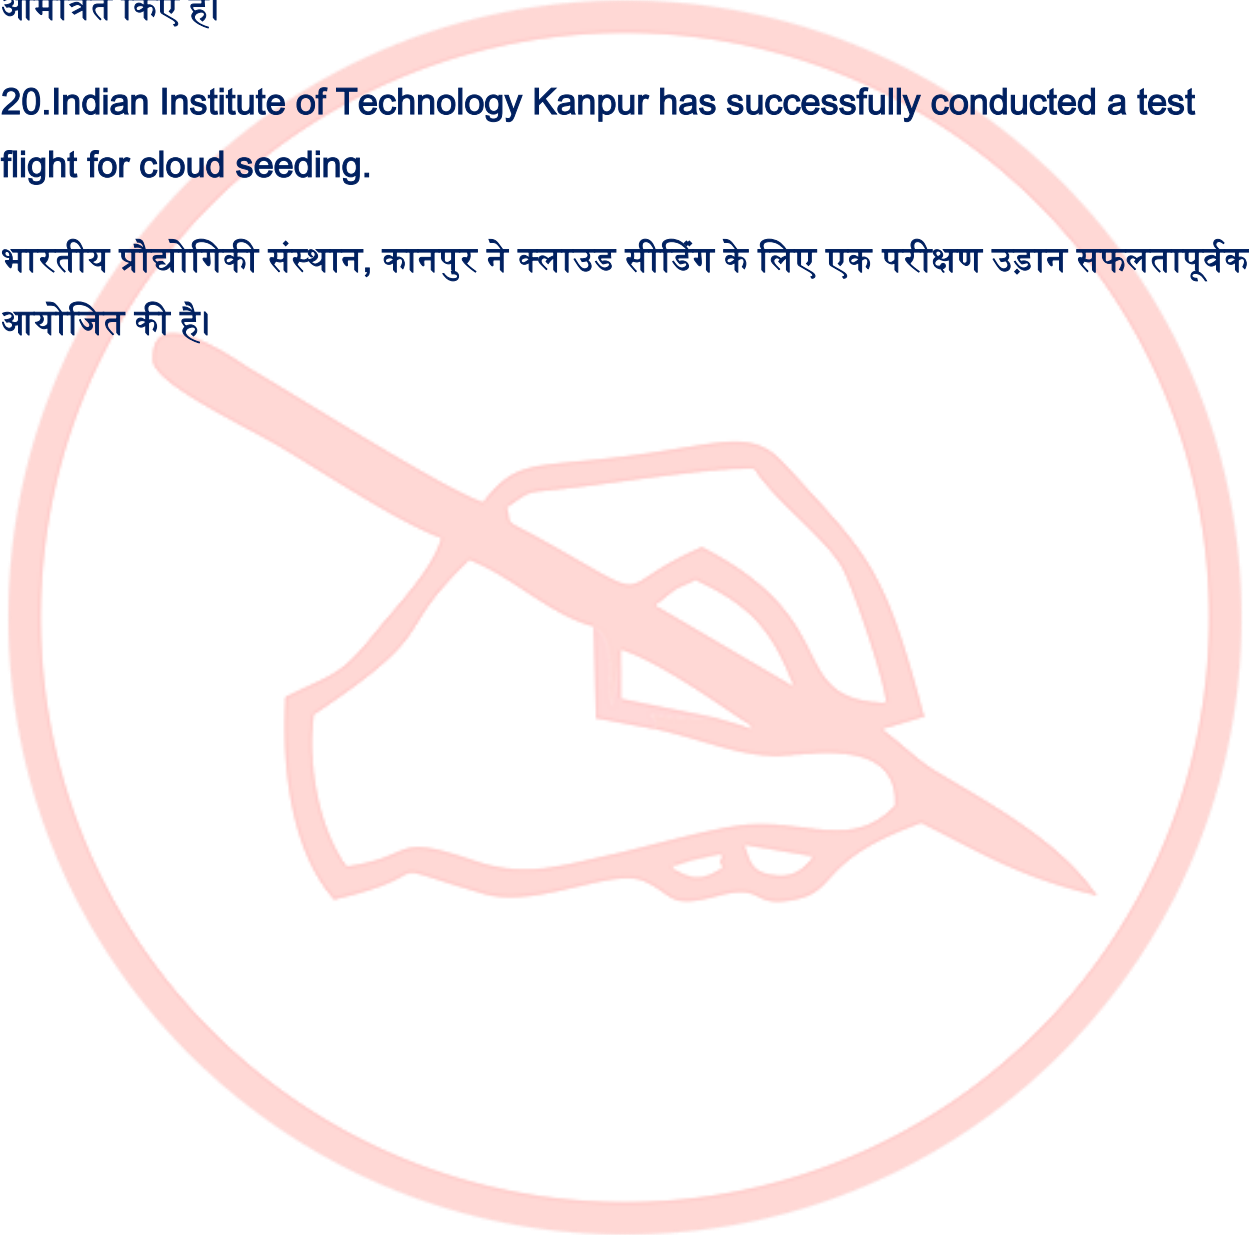 आमंत्रित किए हैं।
20.Indian Institute of Technology Kanpur has successfully conducted a test
flight for cloud seeding.
भारतीय प्रौद्योगिकी संस्थान, कानपुर ने क्लाउड सीडिंग के लिए एक परीक्षण उड़ान सफलतापूर्वक
आयोजित की है।